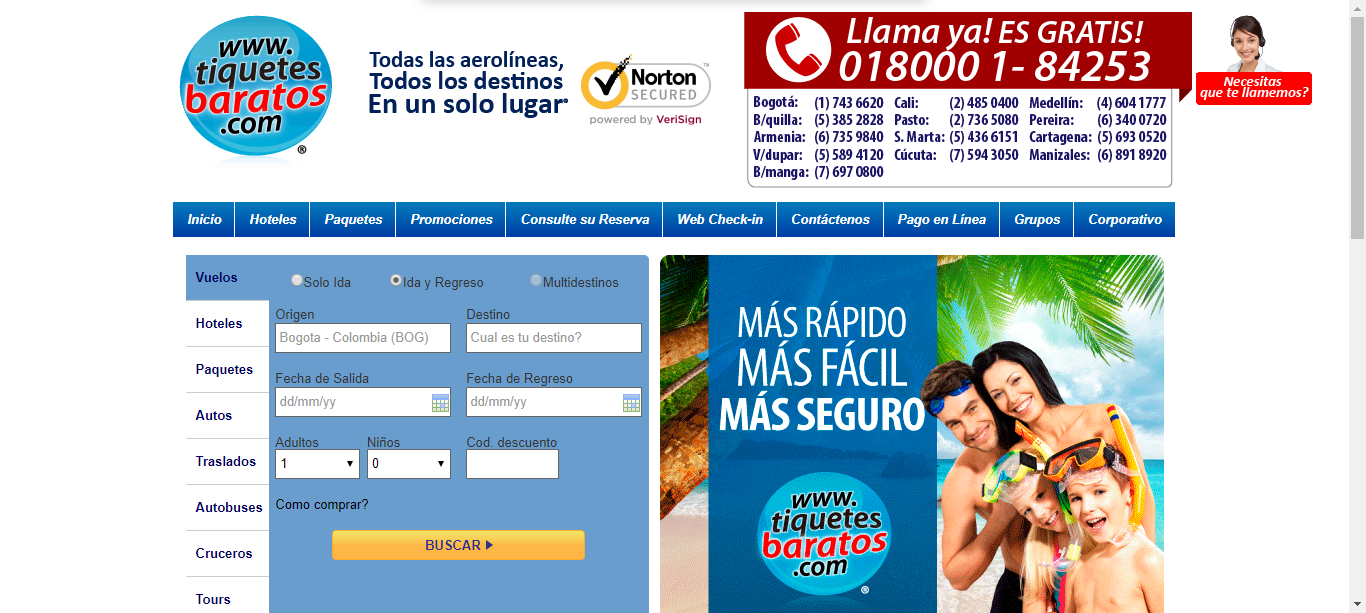 www.
tiquetes
baratos
.com
®
Todas las aerolíneas,
Todos los destinos
En un solo lugar®
Norton
SECURED
powered by VeriSign
™
Llama ya! ES GRATIS!
018000 1- 84253
Bogotá: (1) 743 6620 Cali: (2) 485 0400 Medellín: (4) 604 1777
B/quilla: (5) 385 2828 Pasto: (2) 736 5080 Pereira: (6) 340 0720
Armenia: (6) 735 9840 S. Marta: (5) 436 6151 Cartagena: (5) 693 0520
V/dupar: (5) 589 4120 Cúcuta: (7) 594 3050 Manizales: (6) 891 8920
B/manga: (7) 697 0800
Necesitas
que te llamemos?
Inicio Hoteles Paquetes Promociones Consulte su Reserva Web Check-in Contáctenos Pago en Línea Grupos Corporativo
Vuelos
Hoteles
Paquetes
Autos
Traslados
Autobuses
Cruceros
Tours
Solo Ida Ida y Regreso Multidestinos
Origen Destino
Bogota - Colombia (BOG) Cual es tu destino?
Fecha de Salida Fecha de Regreso
dd/mm/yy dd/mm/yy
Adultos Niños Cod. descuento
1 0
Como comprar?
BUSCAR
MÁS RÁPIDO
MÁS FÁCIL
MÁS SEGURO
www.
tiquetes
baratos
.com
®